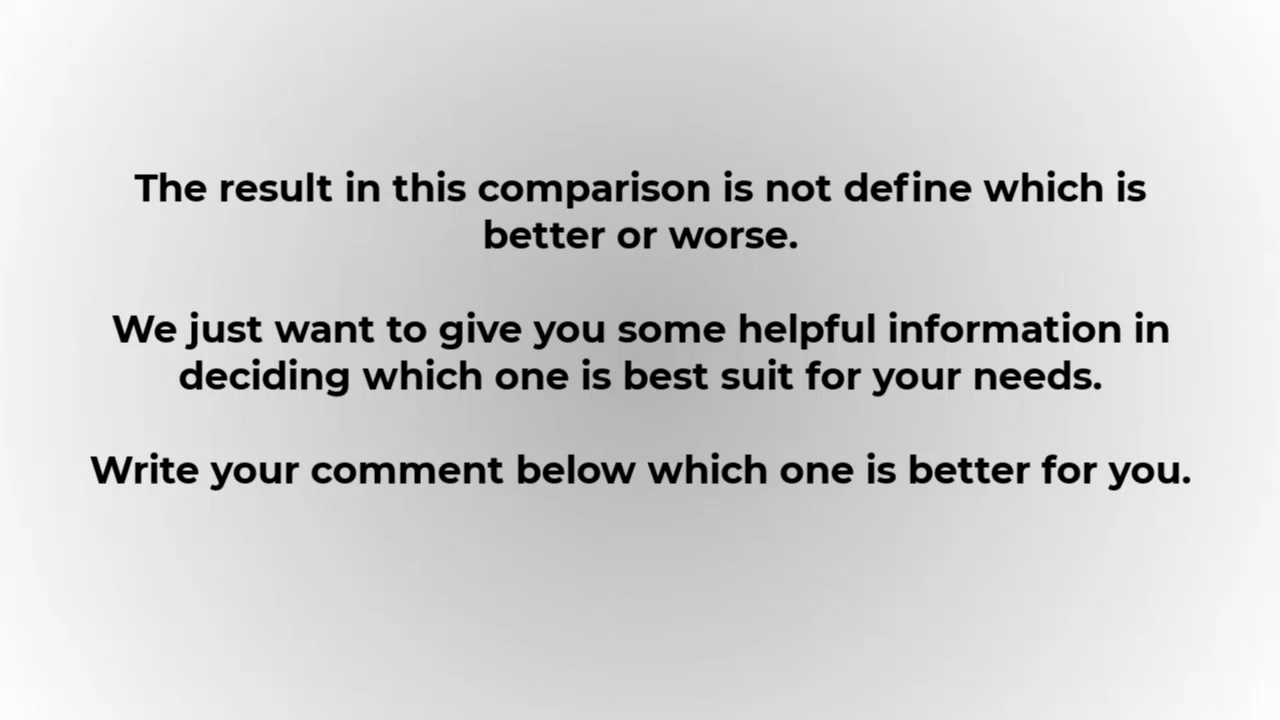 The result in this comparison is not define which is
better or worse.
We just want to give you some helpful information in
deciding which one is best suit for your needs.
Write your comment below which one is better for you.